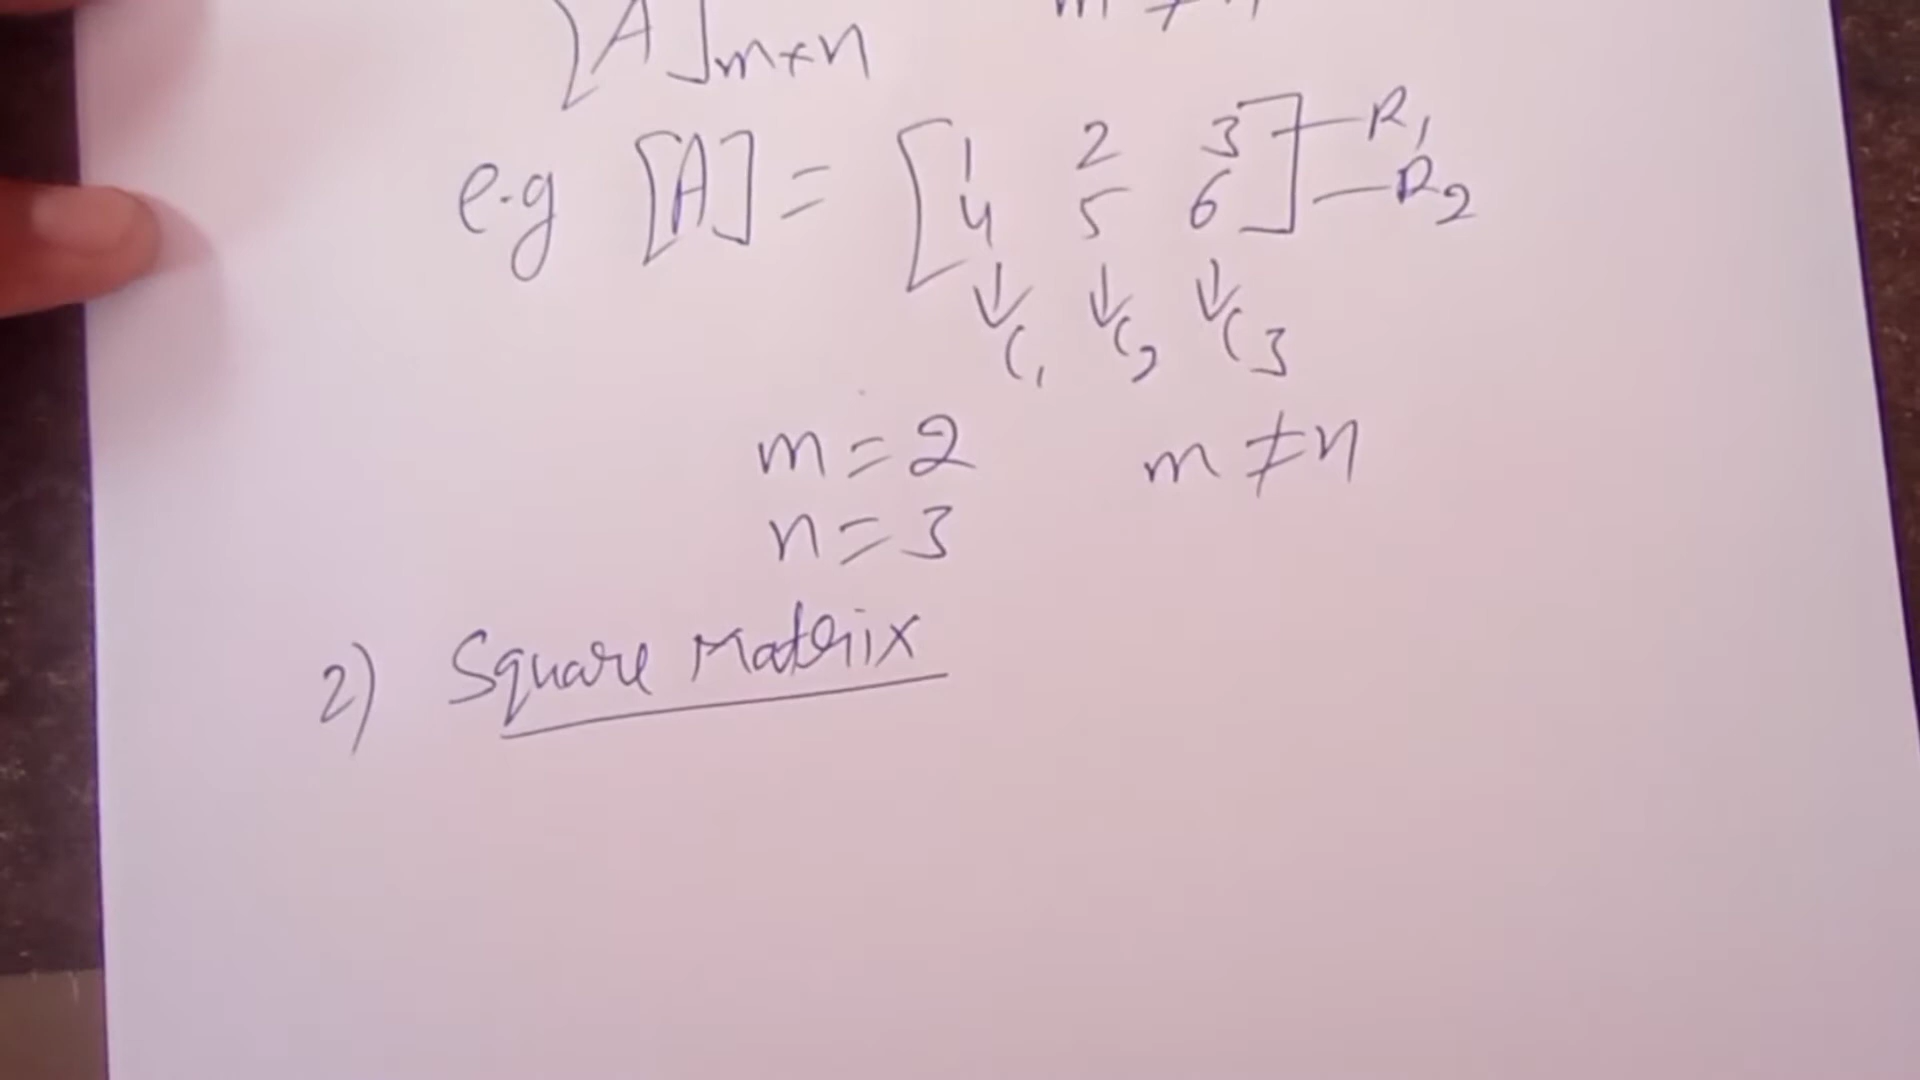 [A]m×n m ≠ n
e.g [A] = [1 2 3] — R1
4 5 6 — R2
↓C1 ↓C2 ↓C3
m = 2 m ≠ n
n = 3
2) Square Matrix